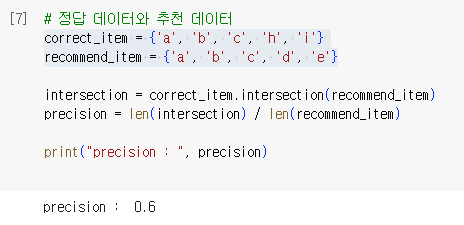 [7] # 정답 데이터와 추천 데이터
correct_item = {'a', 'b', 'c', 'h', 'i'}
recommend_item = {'a', 'b', 'c', 'd', 'e'}
intersection = correct_item.intersection(recommend_item)
precision = len(intersection) / len(recommend_item)
print("precision : ", precision)
precision :  0.6